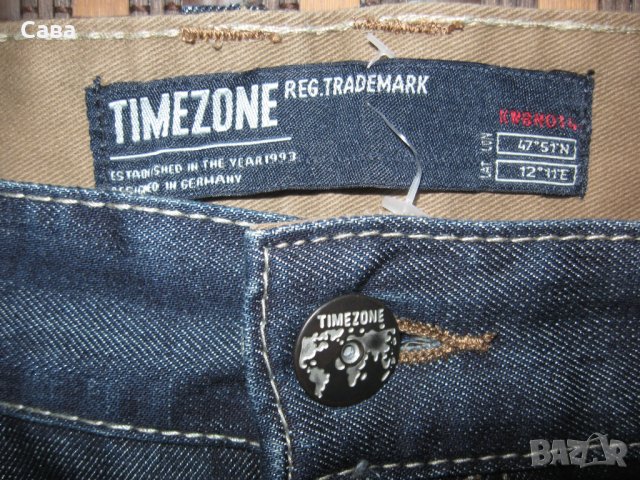 Сава
TIMEZONE REG.TRADEMARK
ESTABLISHED IN THE YEAR 1993
DESIGNED IN GERMANY
LAT LON
47°51'N
12°11'E
TIMEZONE
BAZAR